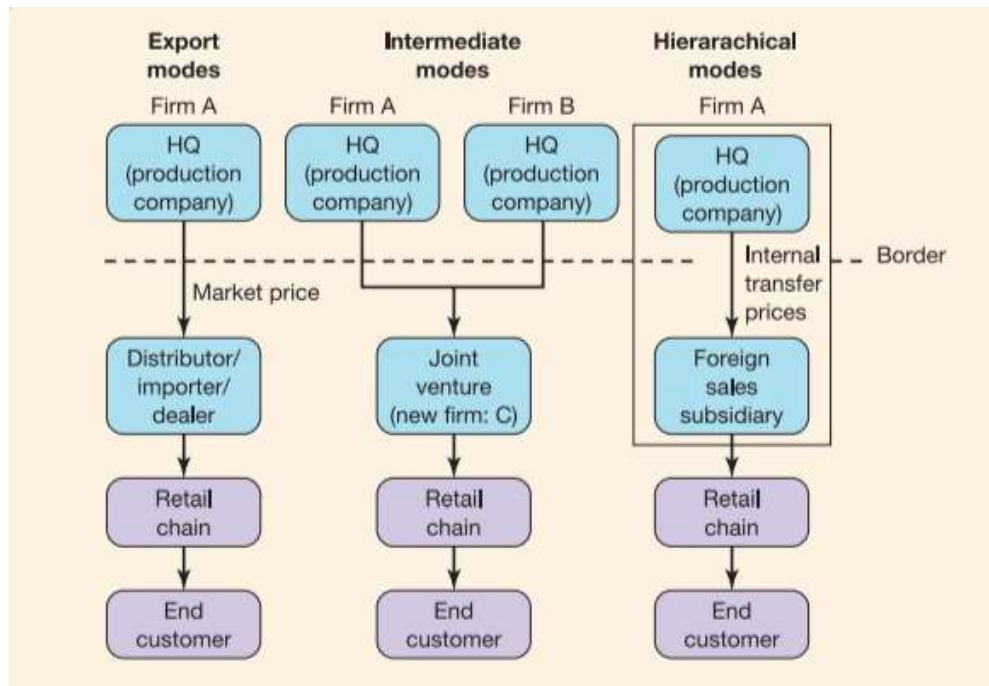 Export
modes
Intermediate
modes
Hierarachical
modes
Firm A
Firm A
Firm B
Firm A
HQ
(production
company)
HQ
(production
company)
HQ
(production
company)
HQ
(production
company)
Internal
transfer
prices
Border
Market price
Distributor/
importer/
dealer
Joint
venture
(new firm: C)
Foreign
sales
subsidiary
Retail
chain
Retail
chain
Retail
chain
End
customer
End
customer
End
customer